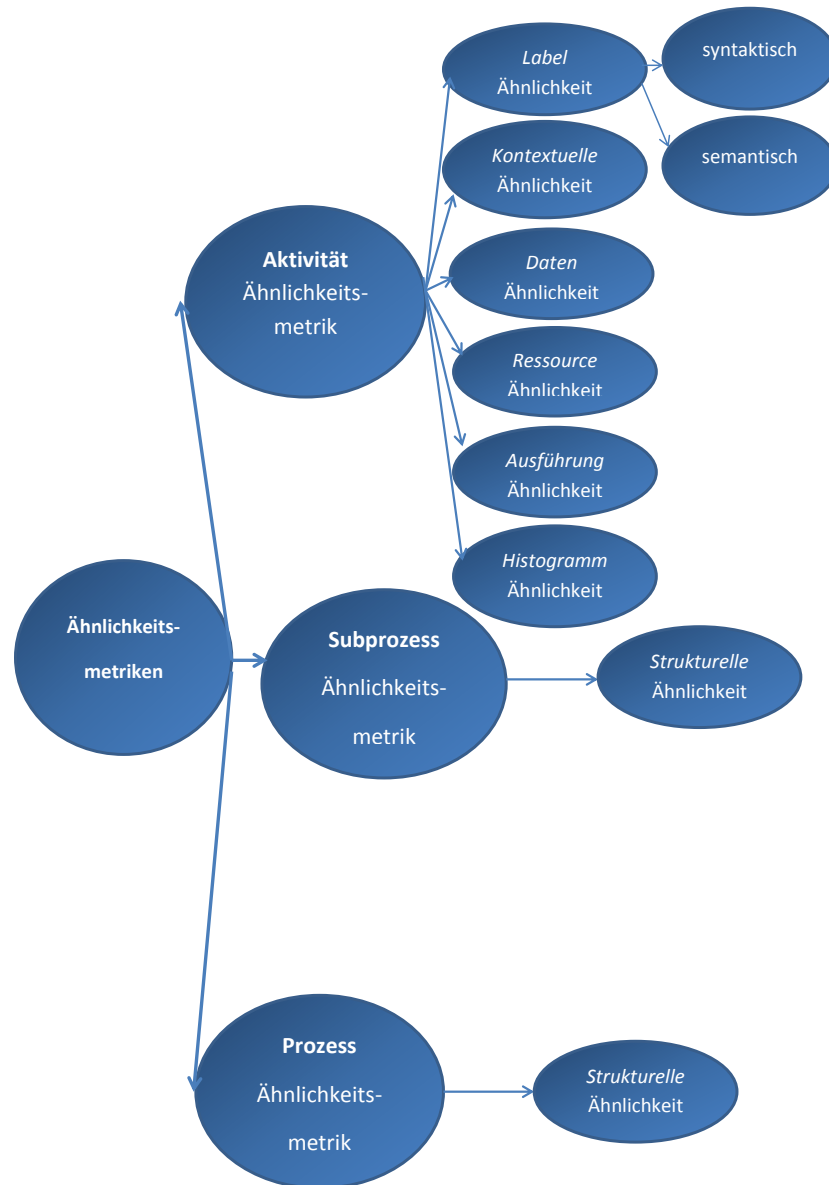 Label
Ähnlichkeit
syntaktisch
semantisch
Kontextuelle
Ähnlichkeit
Aktivität
Ähnlichkeits-
metrik
Daten
Ähnlichkeit
Ressource
Ähnlichkeit
Ausführung
Ähnlichkeit
Histogramm
Ähnlichkeit
Ähnlichkeits-
metriken
Subprozess
Ähnlichkeits-
metrik
Strukturelle
Ähnlichkeit
Prozess
Ähnlichkeits-
metrik
Strukturelle
Ähnlichkeit